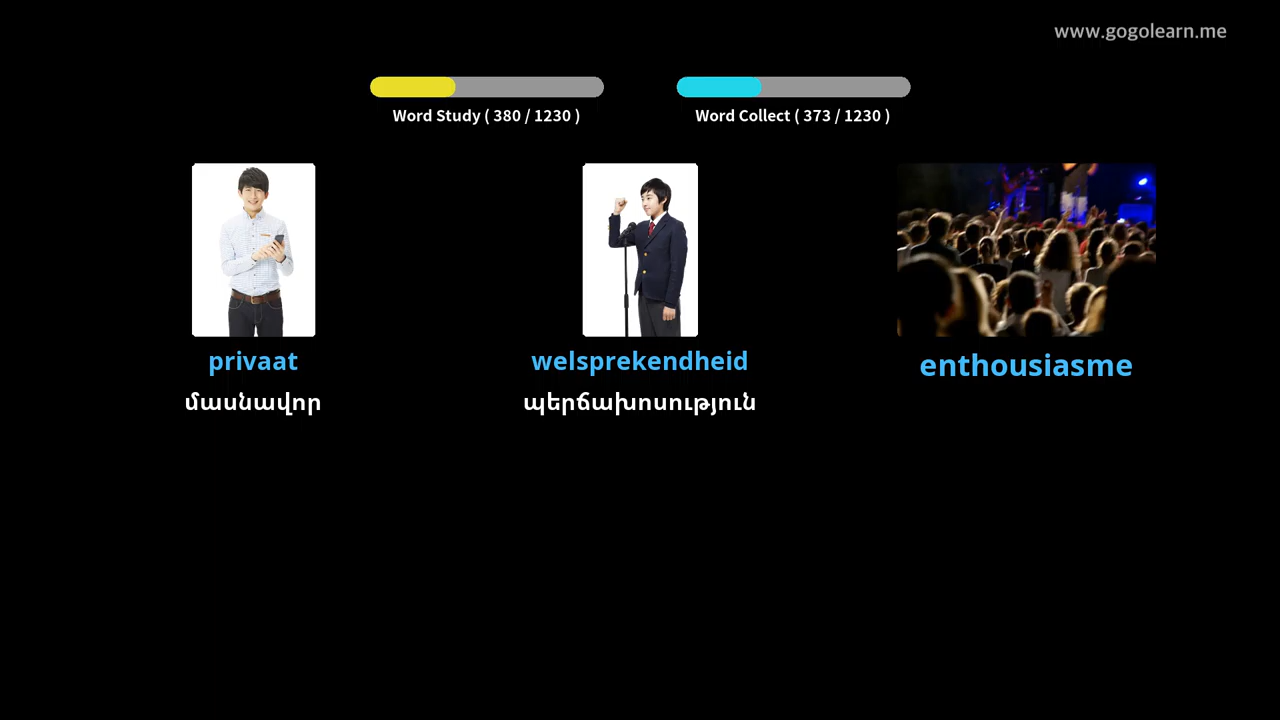 www.gogolearn.me
Word Study ( 380 / 1230 )
Word Collect ( 373 / 1230 )
privaat
մասնավոր
welsprekendheid
պերճախոսություն
enthousiasme